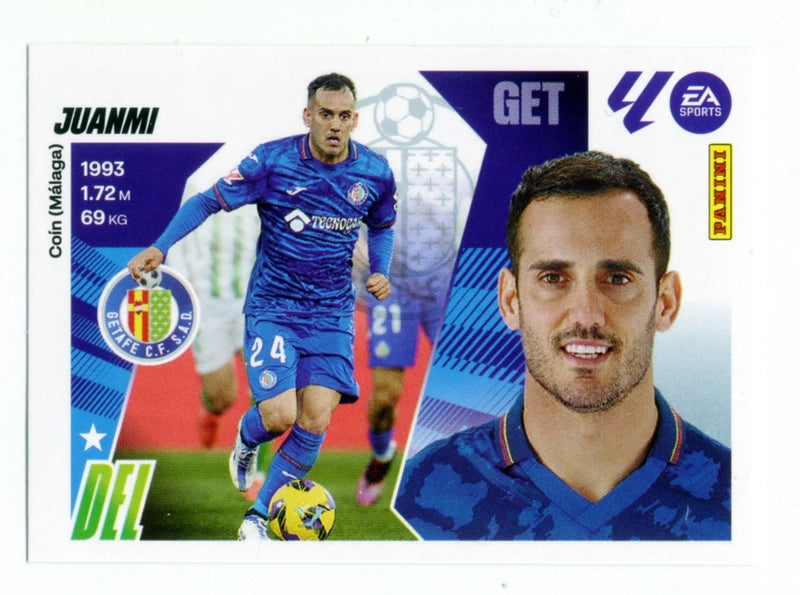 JUANMI
Coín (Málaga)
1993
1.72 M
69 KG
GETAFE C.F. S.A.D.
DEL
TECNOCASA
24
21
GET
EA
SPORTS
PANINI